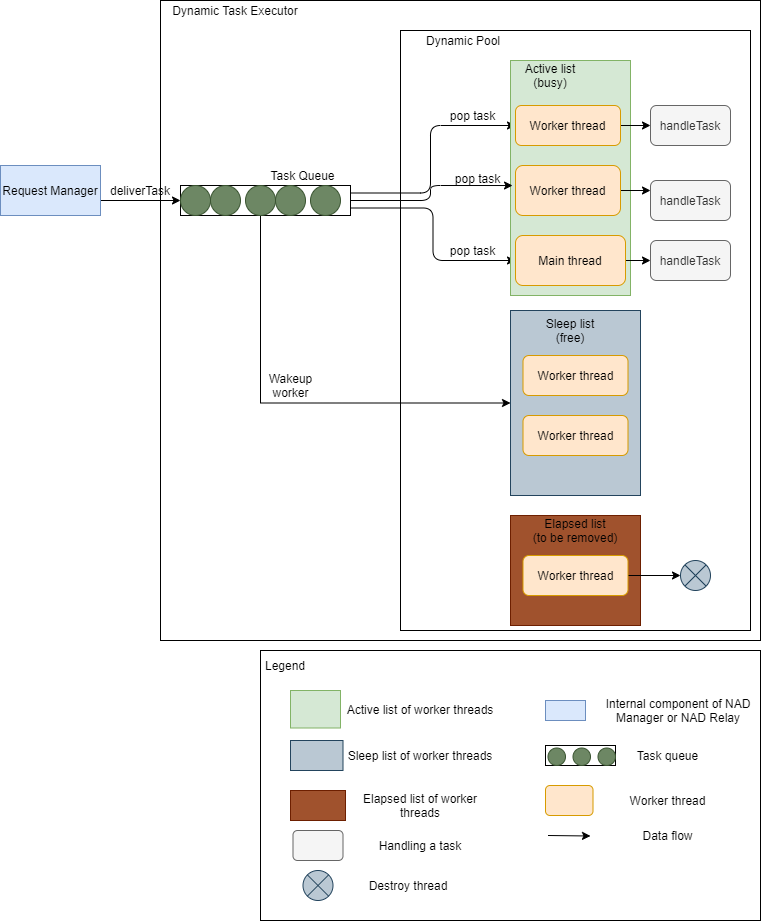 Dynamic Task Executor
Dynamic Pool
Active list
(busy)
pop task
Worker thread
handleTask
Task Queue
pop task
Worker thread
handleTask
Request Manager
deliverTask
pop task
Main thread
handleTask
Sleep list
(free)
Worker thread
Wakeup
worker
Worker thread
Elapsed list
(to be removed)
Worker thread
Legend
Active list of worker threads
Internal component of NAD
Manager or NAD Relay
Sleep list of worker threads
Task queue
Elapsed list of worker
threads
Worker thread
Handling a task
Data flow
Destroy thread